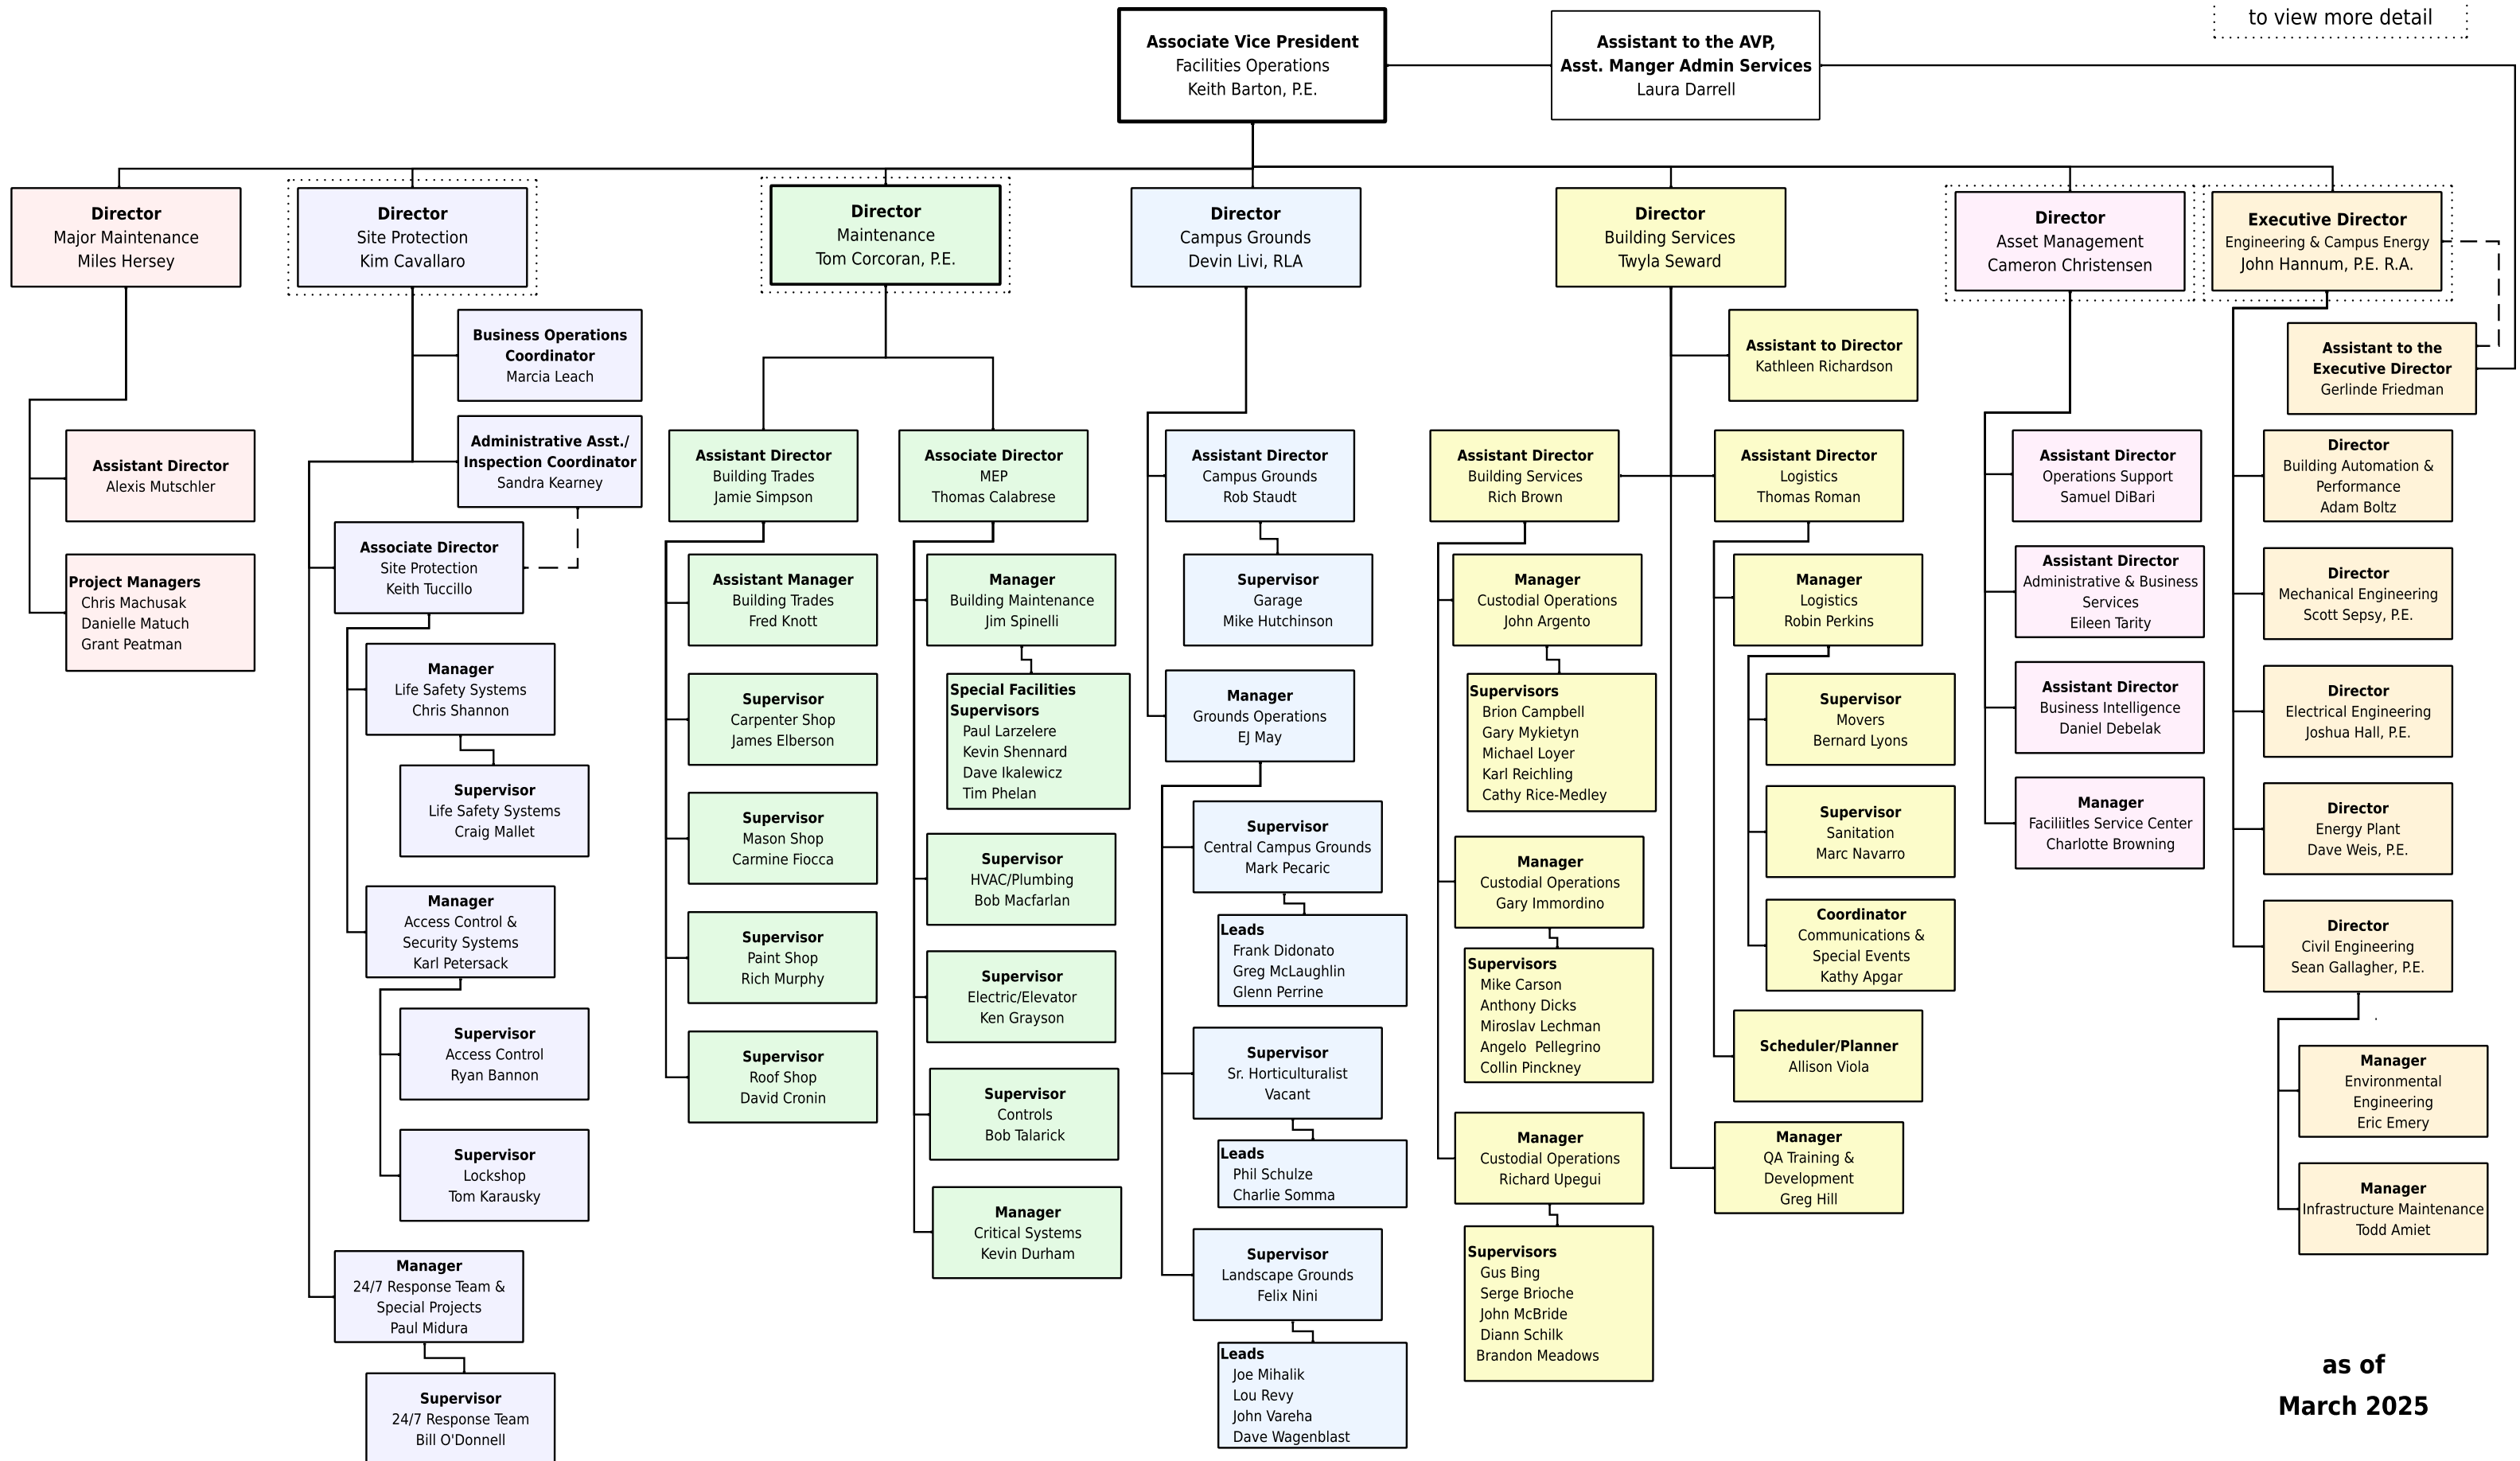 to view more detail
Associate Vice President
Facilities Operations
Keith Barton, P.E.
Assistant to the AVP,
Asst. Manger Admin Services
Laura Darrell
Director
Major Maintenance
Miles Hersey
Assistant Director
Alexis Mutschler
Project Managers
Chris Machusak
Danielle Matuch
Grant Peatman
Director
Site Protection
Kim Cavallaro
Business Operations
Coordinator
Marcia Leach
Administrative Asst./
Inspection Coordinator
Sandra Kearney
Associate Director
Site Protection
Keith Tuccillo
Manager
Life Safety Systems
Chris Shannon
Supervisor
Life Safety Systems
Craig Mallet
Manager
Access Control &
Security Systems
Karl Petersack
Supervisor
Access Control
Ryan Bannon
Supervisor
Lockshop
Tom Karausky
Manager
24/7 Response Team &
Special Projects
Paul Midura
Supervisor
24/7 Response Team
Bill O'Donnell
Director
Maintenance
Tom Corcoran, P.E.
Assistant Director
Building Trades
Jamie Simpson
Assistant Manager
Building Trades
Fred Knott
Supervisor
Carpenter Shop
James Elberson
Supervisor
Mason Shop
Carmine Fiocca
Supervisor
Paint Shop
Rich Murphy
Supervisor
Roof Shop
David Cronin
Associate Director
MEP
Thomas Calabrese
Manager
Building Maintenance
Jim Spinelli
Special Facilities
Supervisors
Paul Larzelere
Kevin Shennard
Dave Ikalewicz
Tim Phelan
Supervisor
HVAC/Plumbing
Bob Macfarlan
Supervisor
Electric/Elevator
Ken Grayson
Supervisor
Controls
Bob Talarick
Manager
Critical Systems
Kevin Durham
Director
Campus Grounds
Devin Livi, RLA
Assistant Director
Campus Grounds
Rob Staudt
Supervisor
Garage
Mike Hutchinson
Manager
Grounds Operations
EJ May
Supervisor
Central Campus Grounds
Mark Pecaric
Leads
Frank Didonato
Greg McLaughlin
Glenn Perrine
Supervisor
Sr. Horticulturalist
Vacant
Leads
Phil Schulze
Charlie Somma
Supervisor
Landscape Grounds
Felix Nini
Leads
Joe Mihalik
Lou Revy
John Vareha
Dave Wagenblast
Director
Building Services
Twyla Seward
Assistant to Director
Kathleen Richardson
Assistant Director
Building Services
Rich Brown
Manager
Custodial Operations
John Argento
Supervisors
Brion Campbell
Gary Mykietyn
Michael Loyer
Karl Reichling
Cathy Rice-Medley
Manager
Custodial Operations
Gary Immordino
Supervisors
Mike Carson
Anthony Dicks
Miroslav Lechman
Angelo  Pellegrino
Collin Pinckney
Manager
Custodial Operations
Richard Upegui
Supervisors
Gus Bing
Serge Brioche
John McBride
Diann Schilk
Brandon Meadows
Assistant Director
Logistics
Thomas Roman
Manager
Logistics
Robin Perkins
Supervisor
Movers
Bernard Lyons
Supervisor
Sanitation
Marc Navarro
Coordinator
Communications &
Special Events
Kathy Apgar
Scheduler/Planner
Allison Viola
Manager
QA Training &
Development
Greg Hill
Director
Asset Management
Cameron Christensen
Assistant Director
Operations Support
Samuel DiBari
Assistant Director
Administrative & Business
Services
Eileen Tarity
Assistant Director
Business Intelligence
Daniel Debelak
Manager
Faciliitles Service Center
Charlotte Browning
Executive Director
Engineering & Campus Energy
John Hannum, P.E. R.A.
Assistant to the
Executive Director
Gerlinde Friedman
Director
Building Automation &
Performance
Adam Boltz
Director
Mechanical Engineering
Scott Sepsy, P.E.
Director
Electrical Engineering
Joshua Hall, P.E.
Director
Energy Plant
Dave Weis, P.E.
Director
Civil Engineering
Sean Gallagher, P.E.
Manager
Environmental
Engineering
Eric Emery
Manager
Infrastructure Maintenance
Todd Amiet
as of
March 2025